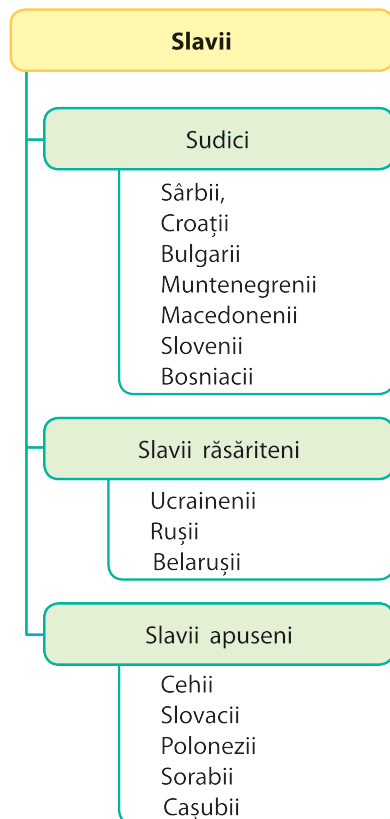 Slavii
Sudici
Sârbii,
Croații
Bulgarii
Muntenegrenii
Macedonenii
Slovenii
Bosniacii
Slavii răsăriteni
Ucrainenii
Rușii
Belarușii
Slavii apuseni
Cehii
Slovacii
Polonezii
Sorabii
Cașubii